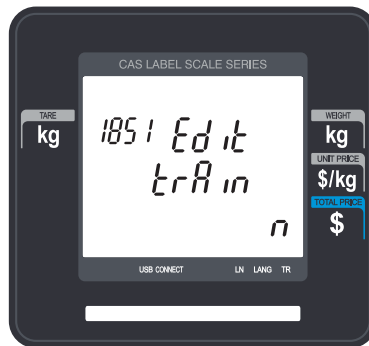 CAS LABEL SCALE SERIES
TARE
kg
1851 Edit
trAin
n
WEIGHT
kg
UNIT PRICE
$/kg
TOTAL PRICE
$
USB CONNECT LN LANG TR